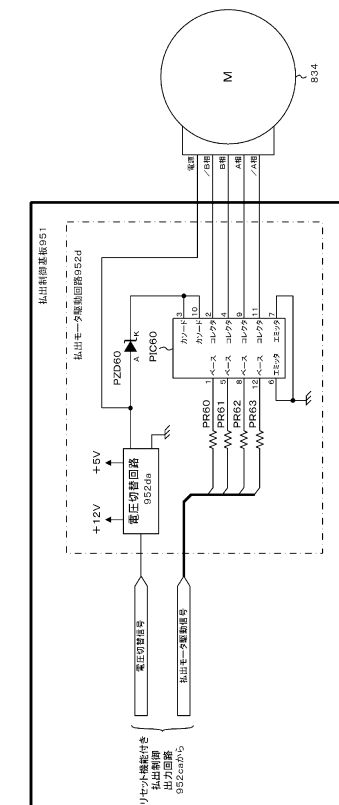 M
834
電源
/B相
B相
A相
/A相
払出制御基板951
払出モータ駆動回路952d
PZD60
A
K
PIC60
3
10
2
4
9
11
7
カソード
カソード
コレクタ
コレクタ
コレクタ
コレクタ
エミッタ
ベース
ベース
ベース
ベース
エミッタ
1
5
8
12
6
PR60
PR61
PR62
PR63
+5V
+12V
電圧切替回路
952da
電圧切替信号
払出モータ駆動信号
リセット機能付き
払出制御
出力回路
952caから